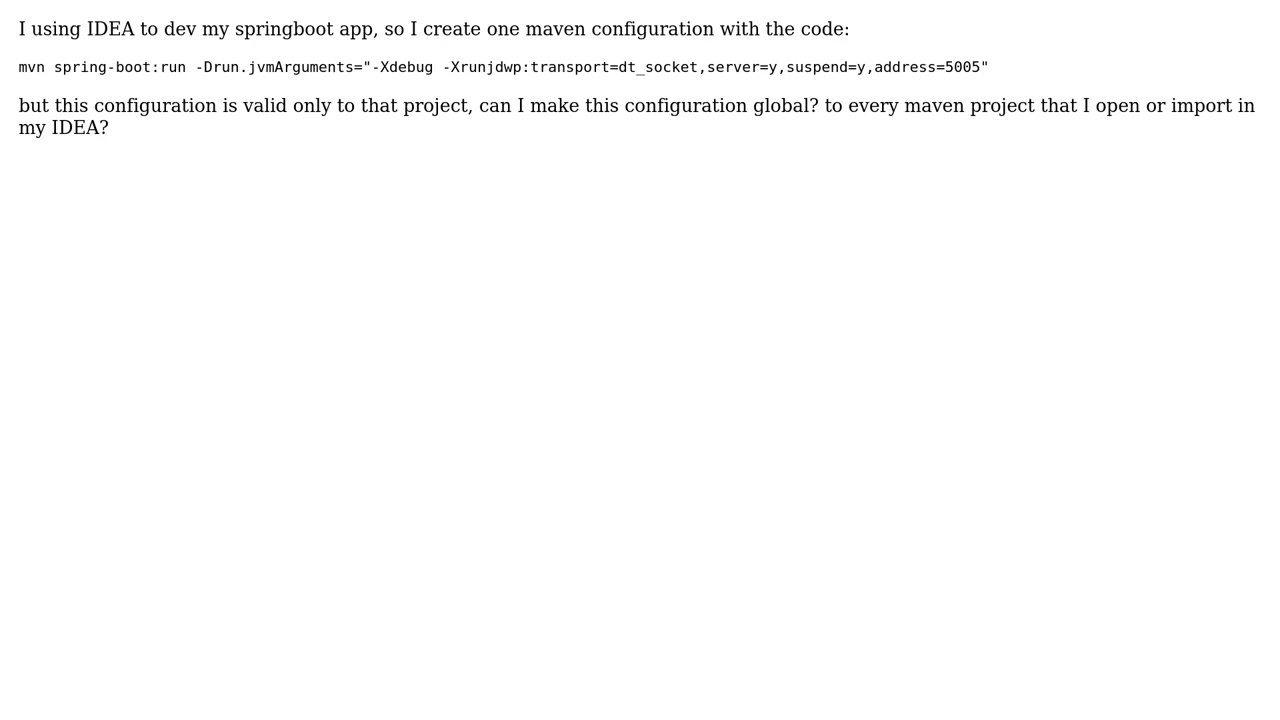 I using IDEA to dev my springboot app, so I create one maven configuration with the code:
mvn spring-boot:run -Drun.jvmArguments="-Xdebug -Xrunjdwp:transport=dt_socket,server=y,suspend=y,address=5005"
but this configuration is valid only to that project, can I make this configuration global? to every maven project that I open or import in
my IDEA?